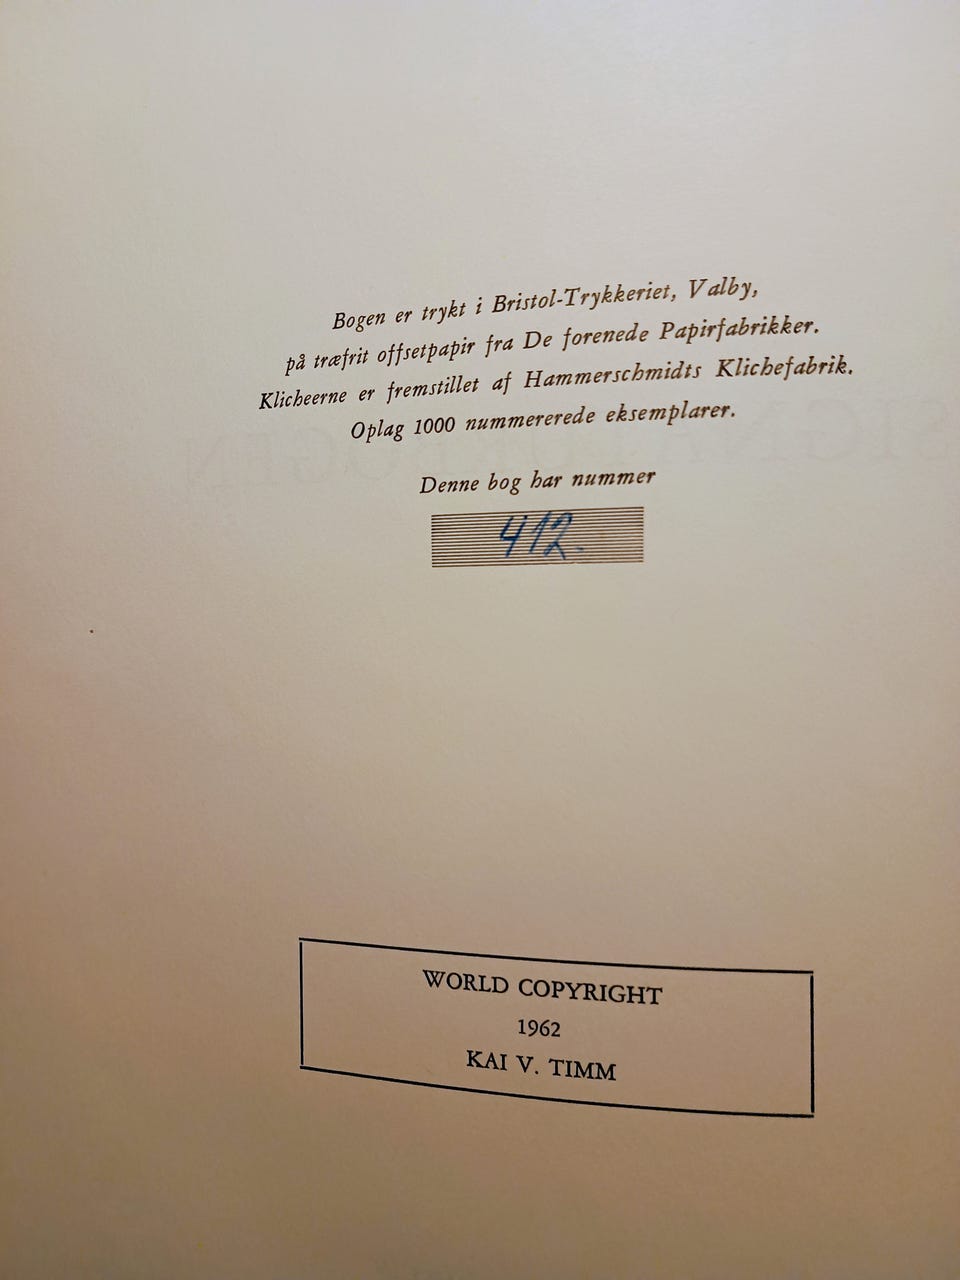 Bogen er trykt i Bristol-Trykkeriet, Valby,
på træfrit offsetpapir fra De forenede Papirfabrikker.
Klicheerne er fremstillet af Hammerschmidts Klichefabrik.
Oplag 1000 nummererede eksemplarer.
Denne bog har nummer
412.
WORLD COPYRIGHT
1962
KAI V. TIMM